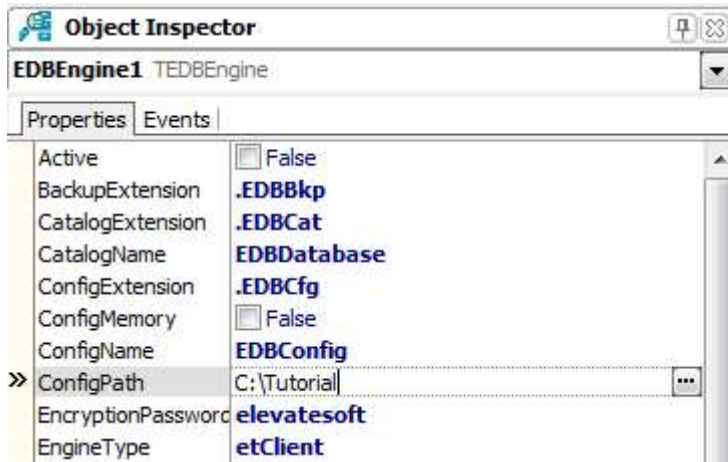 Object Inspector
EDBEngine1 TEDBEngine
Properties Events
Active False
BackupExtension .EDBBkp
CatalogExtension .EDBCat
CatalogName EDBDatabase
ConfigExtension .EDBCfg
ConfigMemory False
ConfigName EDBConfig
» ConfigPath C:\Tutorial ...
EncryptionPassword elevatesoft
EngineType etClient